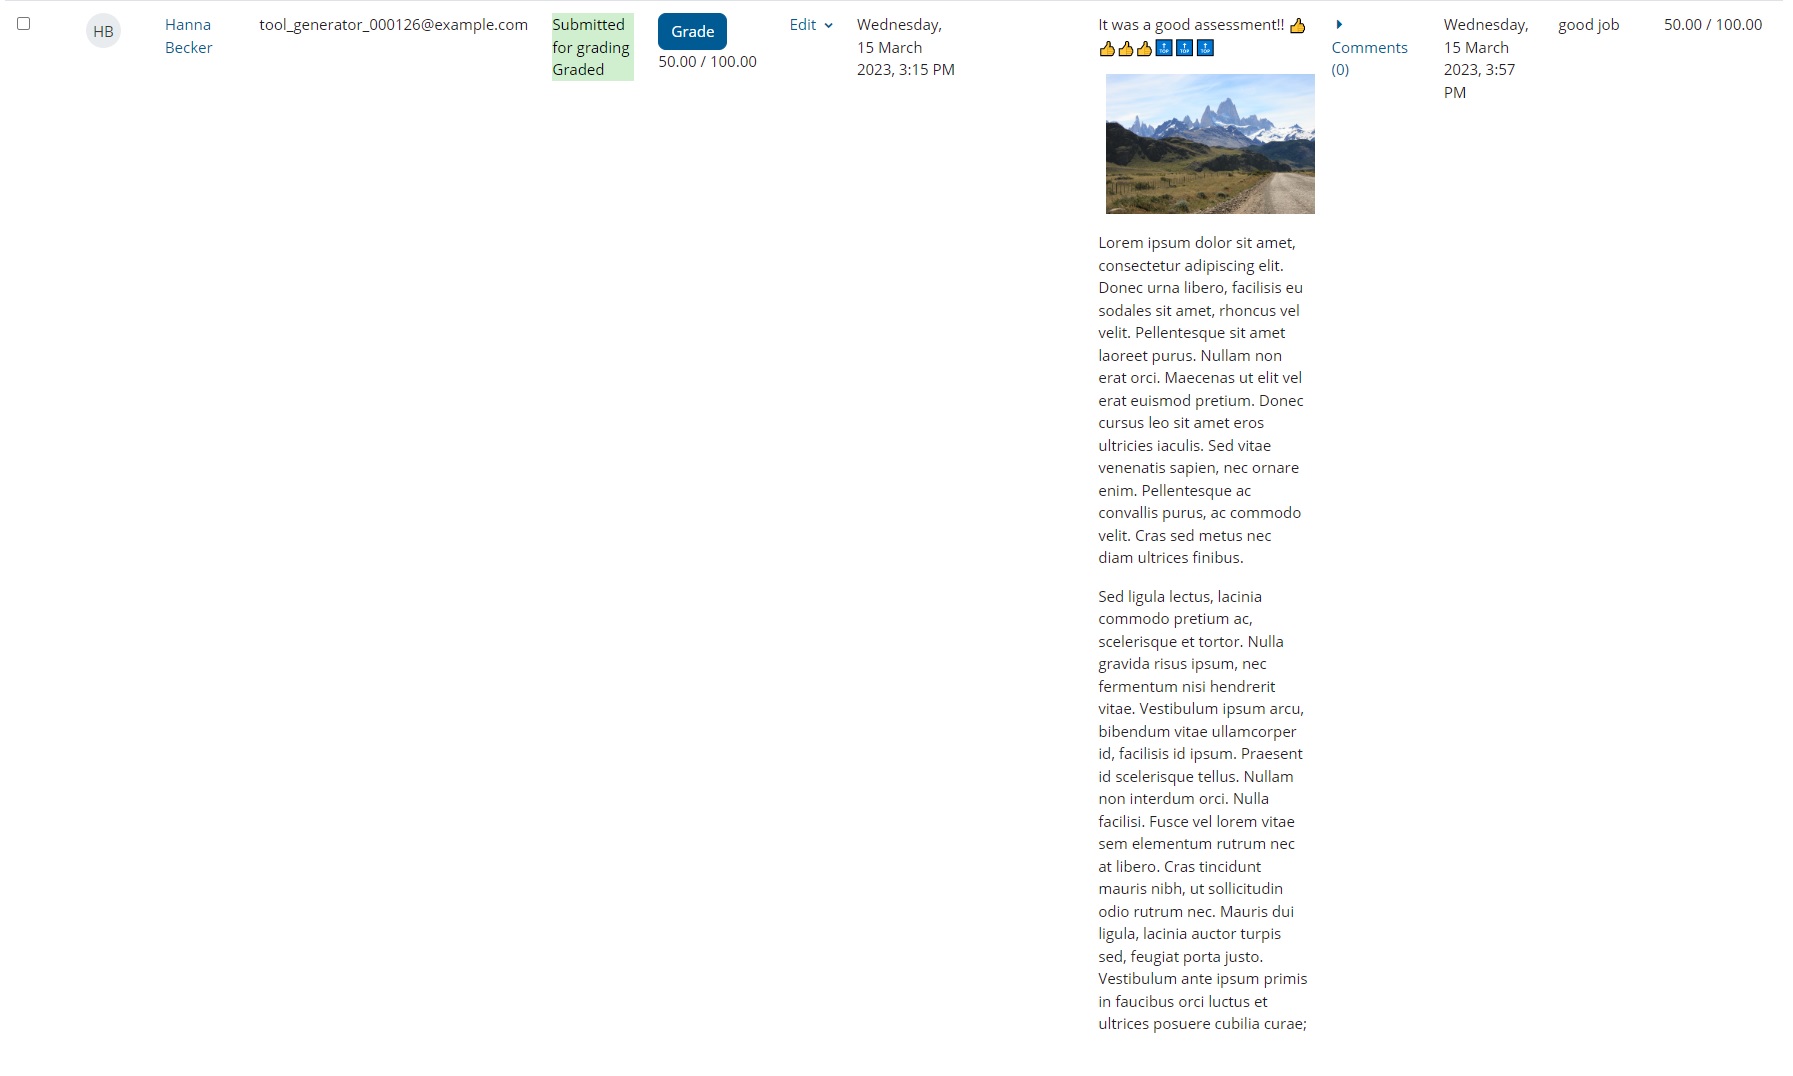 HB
Hanna
Becker
tool_generator_000126@example.com
Submitted
for grading
Graded
Grade
50.00 / 100.00
Edit
Wednesday,
15 March
2023, 3:15 PM
It was a good assessment!! 👍
👍👍👍🔝🔝🔝
Lorem ipsum dolor sit amet,
consectetur adipiscing elit.
Donec urna libero, facilisis eu
sodales sit amet, rhoncus vel
velit. Pellentesque sit amet
laoreet purus. Nullam non
erat orci. Maecenas ut elit vel
erat euismod pretium. Donec
cursus leo sit amet eros
ultricies iaculis. Sed vitae
venenatis sapien, nec ornare
enim. Pellentesque ac
convallis purus, ac commodo
velit. Cras sed metus nec
diam ultrices finibus.
Sed ligula lectus, lacinia
commodo pretium ac,
scelerisque et tortor. Nulla
gravida risus ipsum, nec
fermentum nisi hendrerit
vitae. Vestibulum ipsum arcu,
bibendum vitae ullamcorper
id, facilisis id ipsum. Praesent
id scelerisque tellus. Nullam
non interdum orci. Nulla
facilisi. Fusce vel lorem vitae
sem elementum rutrum nec
at libero. Cras tincidunt
mauris nibh, ut sollicitudin
odio rutrum nec. Mauris dui
ligula, lacinia auctor turpis
sed, feugiat porta justo.
Vestibulum ante ipsum primis
in faucibus orci luctus et
ultrices posuere cubilia curae;
Comments
(0)
Wednesday,
15 March
2023, 3:57
PM
good job
50.00 / 100.00